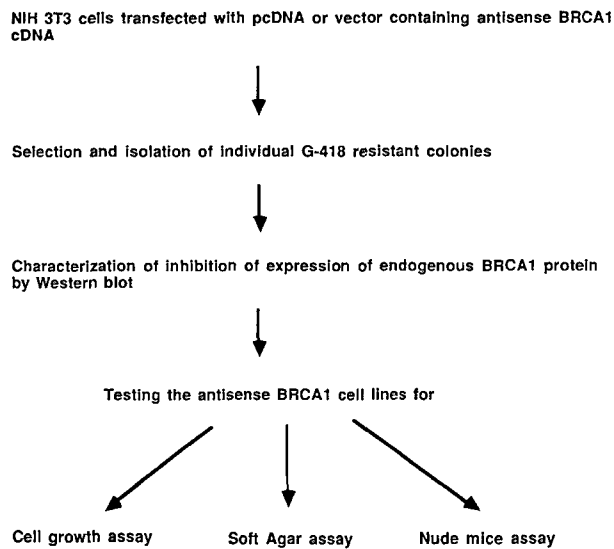 NIH 3T3 cells transfected with pcDNA or vector containing antisense BRCA1
cDNA
Selection and isolation of individual G-418 resistant colonies
Characterization of inhibition of expression of endogenous BRCA1 protein
by Western blot
Testing the antisense BRCA1 cell lines for
Cell growth assay Soft Agar assay Nude mice assay